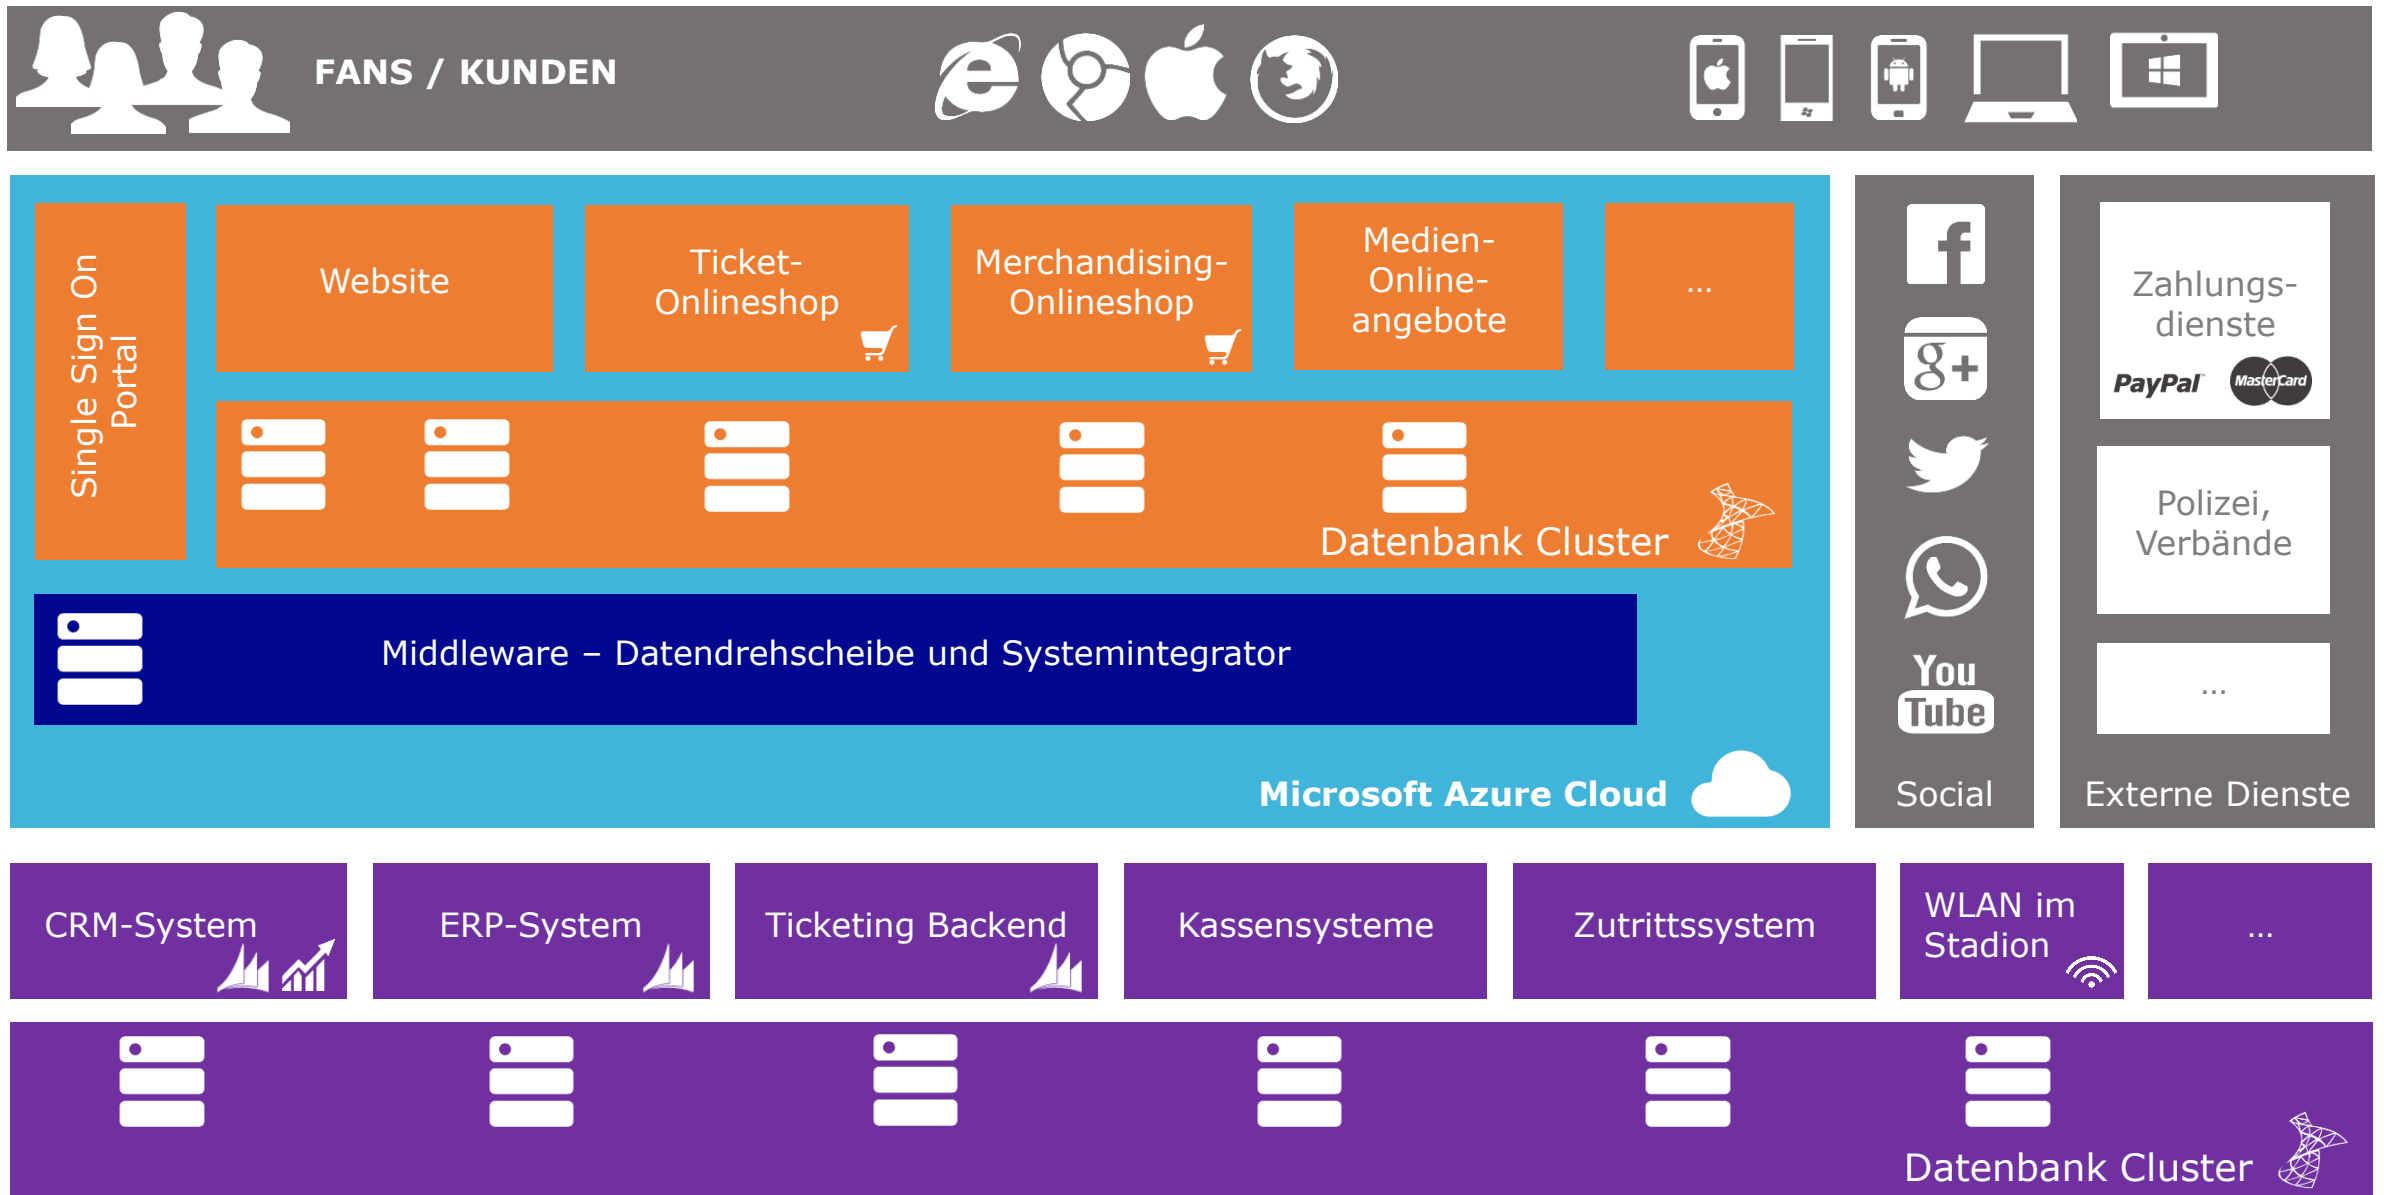 FANS / KUNDEN
Single Sign On
Portal
Website
Ticket-
Onlineshop
Merchandising-
Onlineshop
Medien-
Online-
angebote
...
Datenbank Cluster
Middleware – Datendrehscheibe und Systemintegrator
Microsoft Azure Cloud
f
g+
You
Tube
Social
Zahlungs-
dienste
PayPal™
MasterCard
Polizei,
Verbände
...
Externe Dienste
CRM-System
ERP-System
Ticketing Backend
Kassensysteme
Zutrittssystem
WLAN im
Stadion
...
Datenbank Cluster